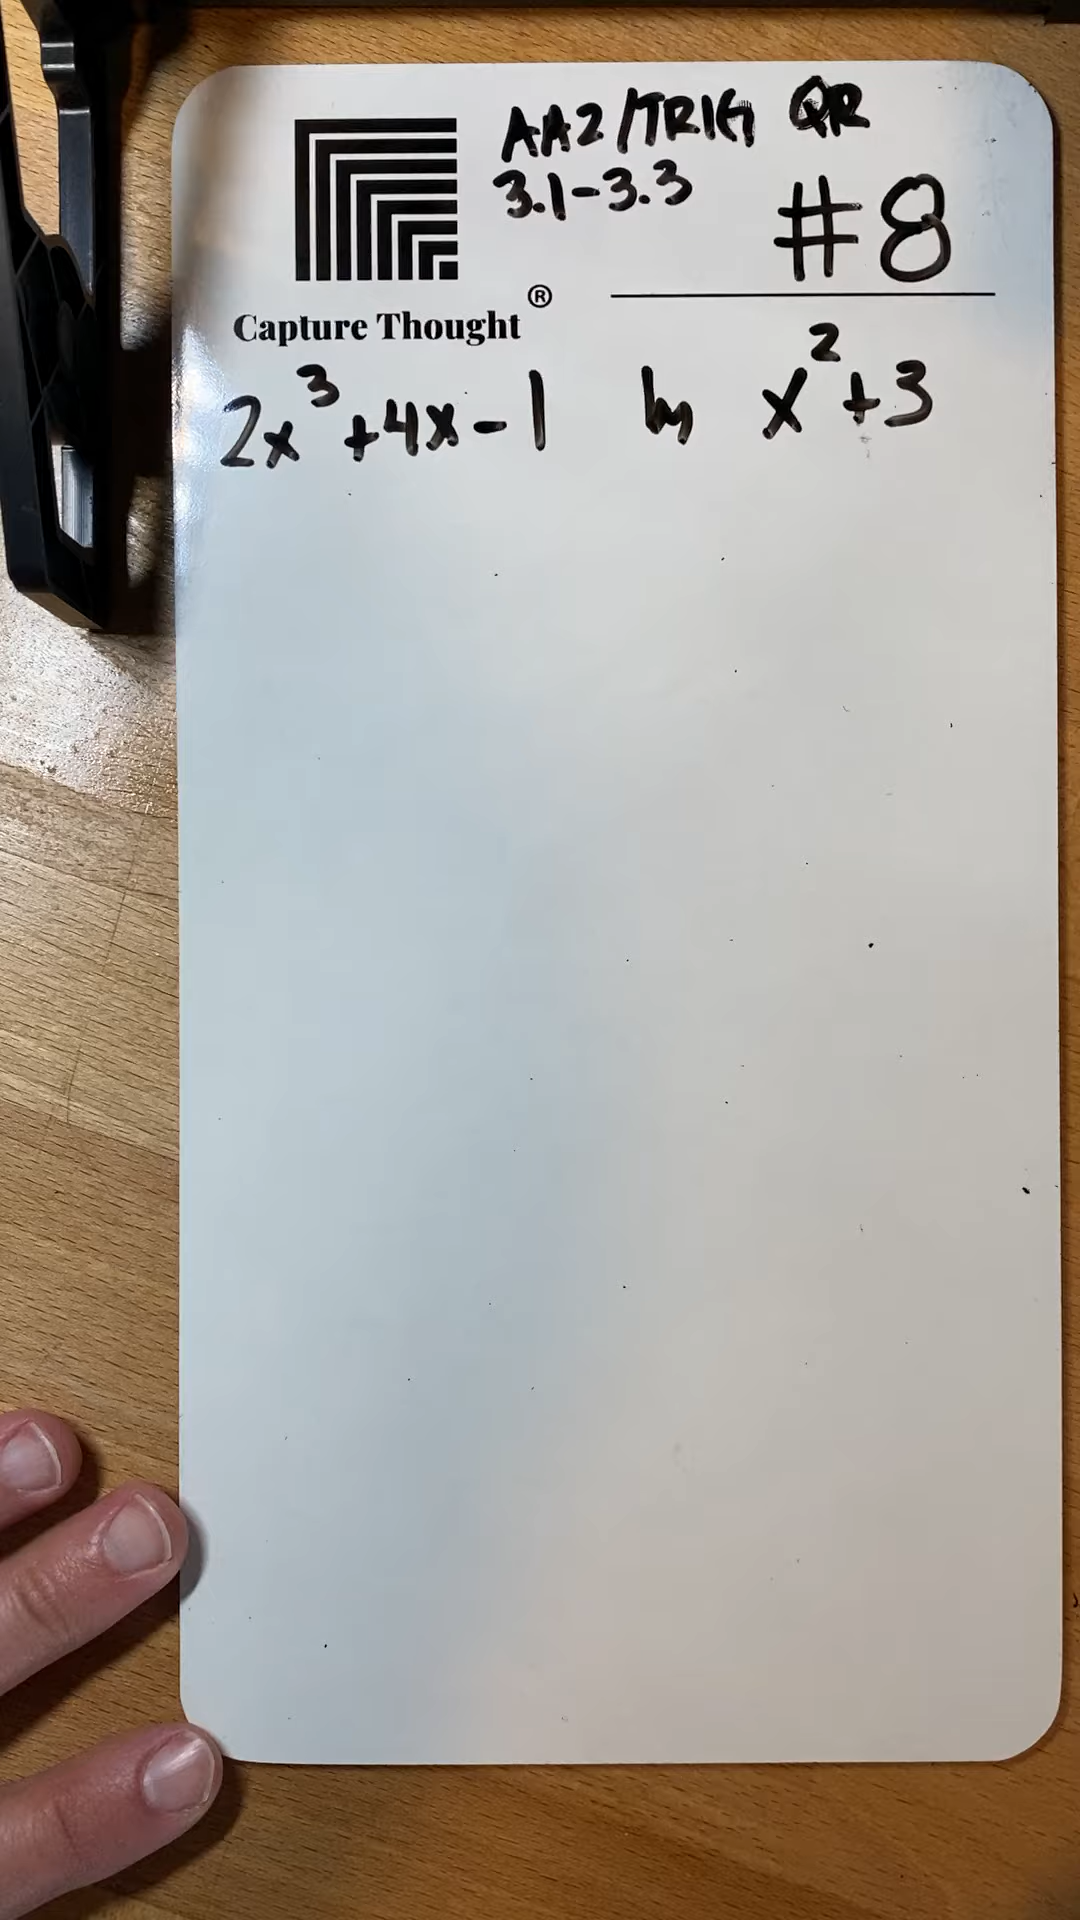 AA2/TRIG QR
3.1-3.3 #8
Capture Thought ®
2x³+4x-1 by x²+3